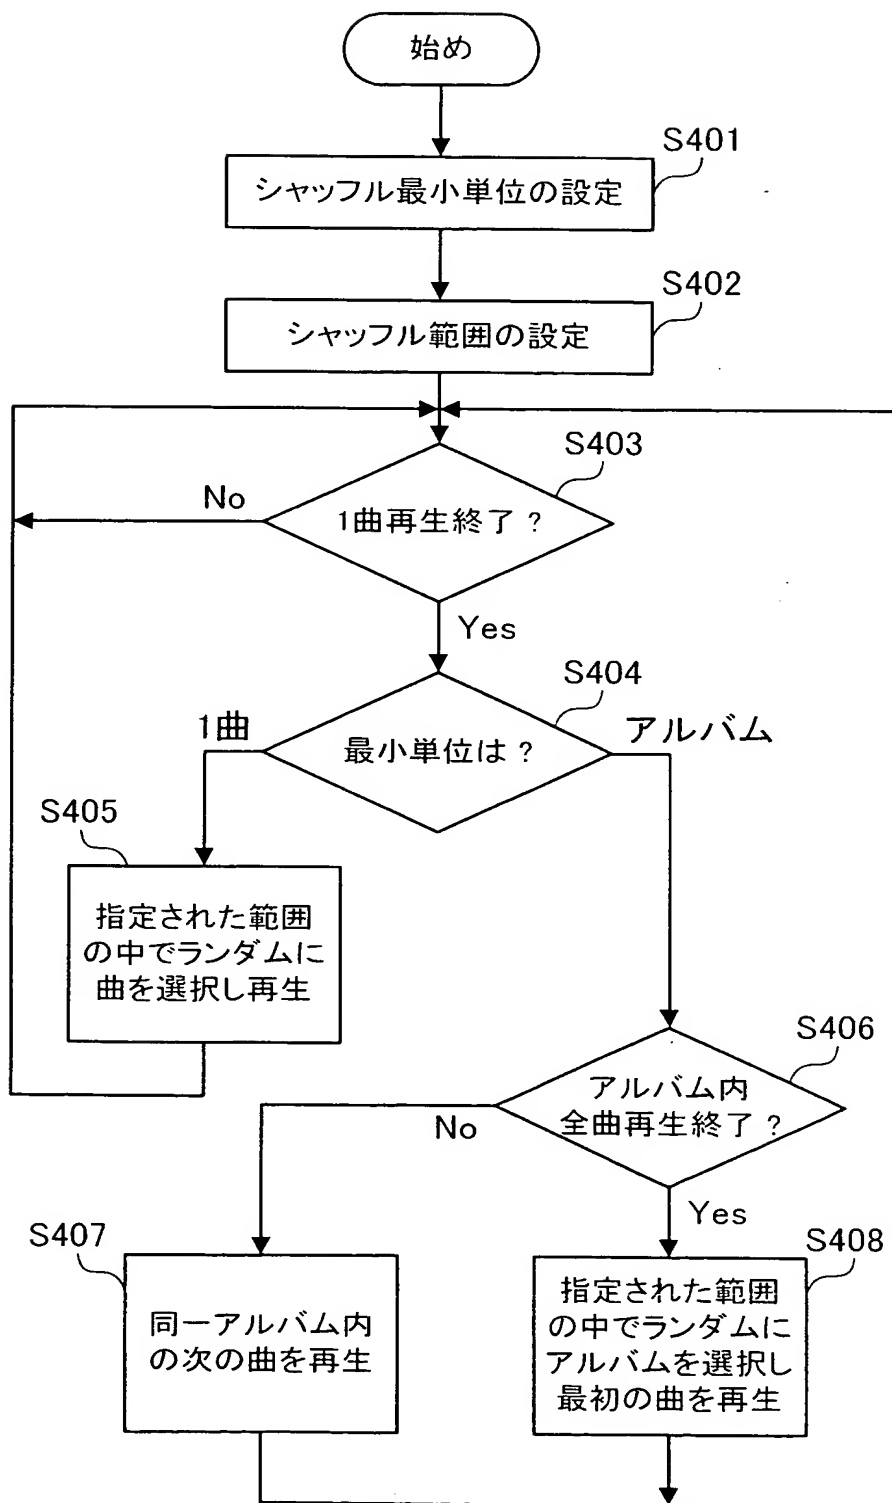 始め
S401
シャッフル最小単位の設定
S402
シャッフル範囲の設定
S403
No
1曲再生終了？
Yes
S404
1曲
最小単位は？
アルバム
S405
指定された範囲
の中でランダムに
曲を選択し再生
S406
アルバム内
全曲再生終了？
No
Yes
S407
同一アルバム内
の次の曲を再生
S408
指定された範囲
の中でランダムに
アルバムを選択し
最初の曲を再生